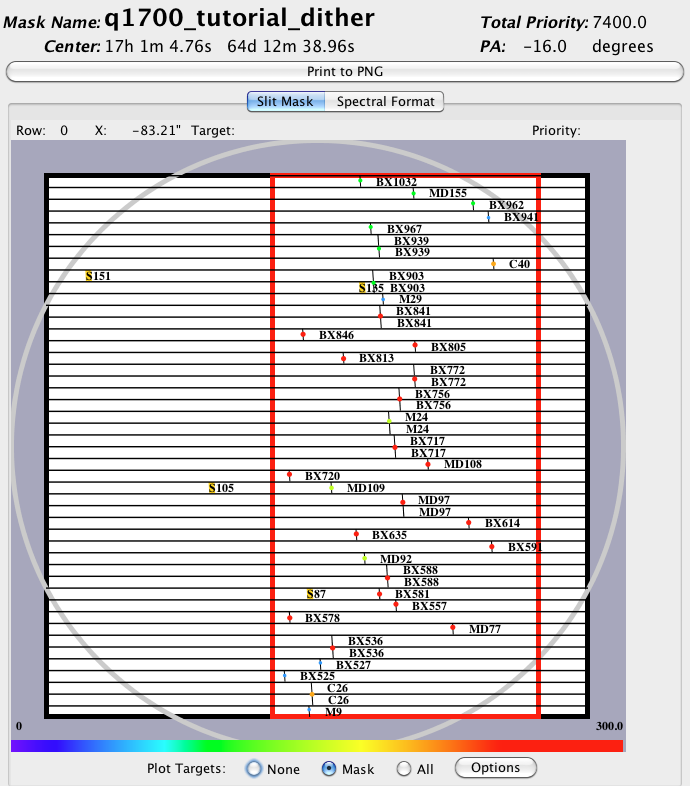 Mask Name: q1700_tutorial_dither Total Priority: 7400.0
Center: 17h 1m 4.76s 64d 12m 38.96s PA: -16.0 degrees
Print to PNG
Slit Mask Spectral Format
Row: 0 X: -83.21" Target: Priority:
BX1032
MD155
BX962
BX941
BX967
BX939
BX939
C40
S151 BX903
S135 BX903
M29
BX841
BX841
BX846
BX805
BX813
BX772
BX772
BX756
BX756
M24
M24
BX717
BX717
MD108
BX720
S105 MD109
MD97
MD97
BX614
BX635
BX591
MD92
BX588
BX588
S87 BX581
BX557
BX578
MD77
BX536
BX536
BX527
BX525
C26
C26
M9
0 300.0
Plot Targets: None Mask All Options